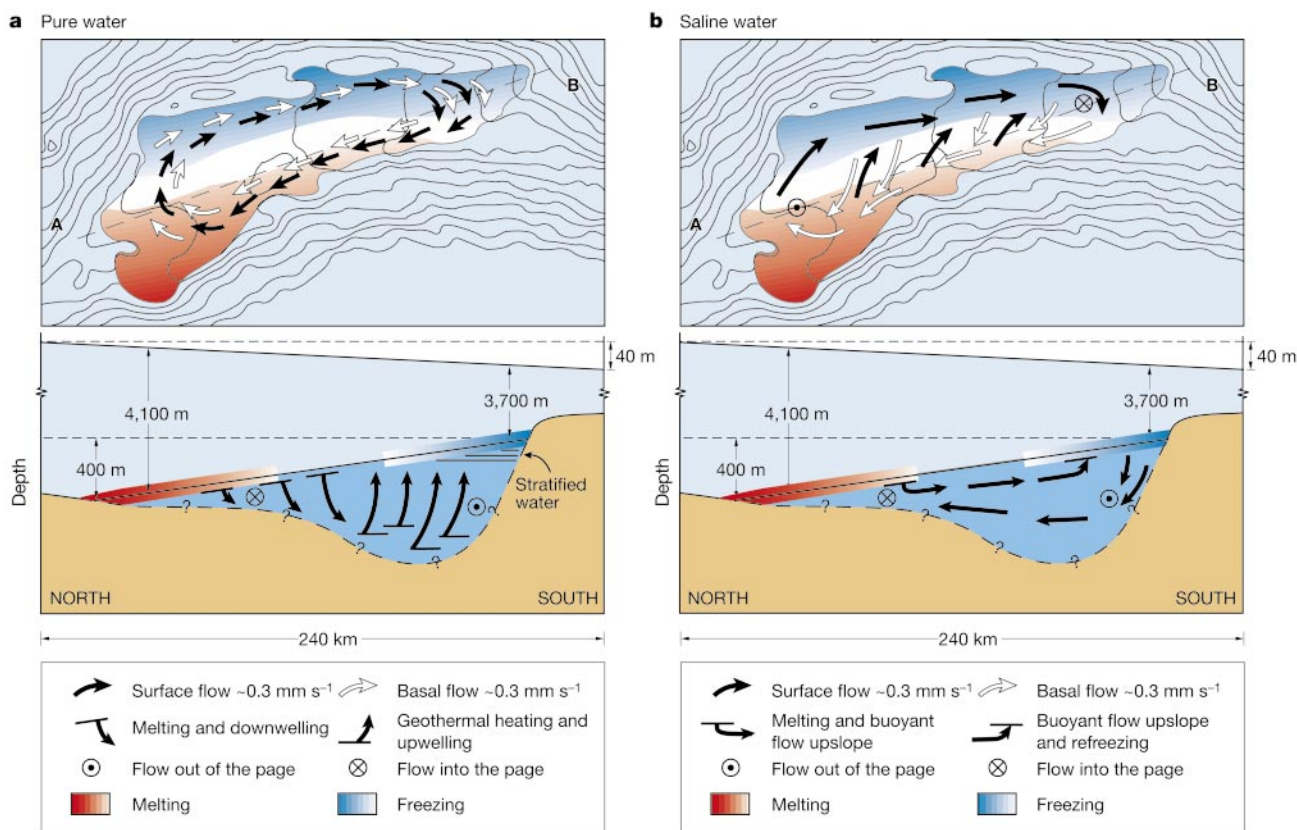 a Pure water
A
B
40 m
4,100 m
3,700 m
400 m
Depth
Stratified
water
?
?
?
?
?
NORTH
SOUTH
240 km
Surface flow ~0.3 mm s⁻¹
Basal flow ~0.3 mm s⁻¹
Melting and downwelling
Geothermal heating and
upwelling
Flow out of the page
Flow into the page
Melting
Freezing
b Saline water
A
B
40 m
4,100 m
3,700 m
400 m
Depth
?
?
?
?
?
NORTH
SOUTH
240 km
Surface flow ~0.3 mm s⁻¹
Basal flow ~0.3 mm s⁻¹
Melting and buoyant
flow upslope
Buoyant flow upslope
and refreezing
Flow out of the page
Flow into the page
Melting
Freezing